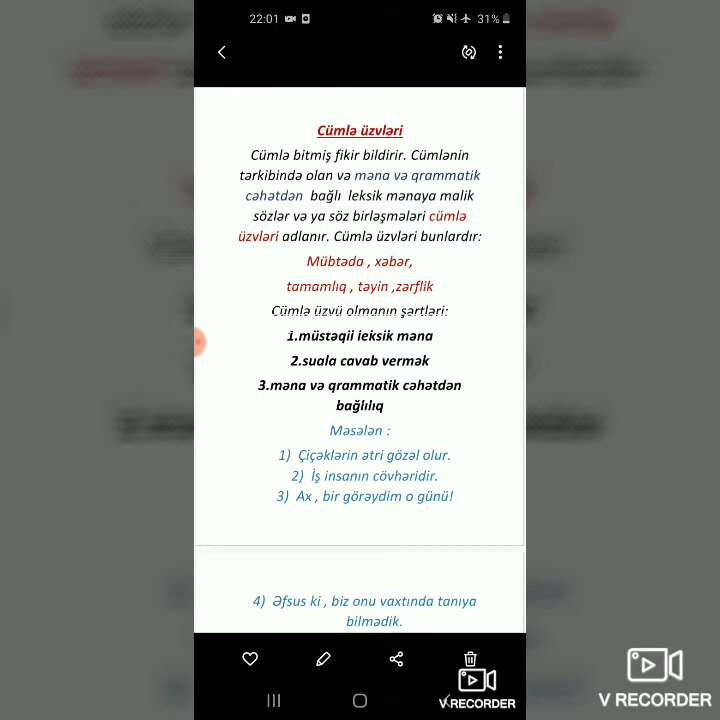 22:01
31%
Cümlə üzvləri
Cümlə bitmiş fikir bildirir. Cümlənin
tərkibində olan və məna və qrammatik
cəhətdən bağlı leksik mənaya malik
sözlər və ya söz birləşmələri cümlə
üzvləri adlanır. Cümlə üzvləri bunlardır:
Mübtəda , xəbər,
tamamlıq , təyin ,zərflik
Cümlə üzvü olmanın şərtləri:
1.müstəqil leksik məna
2.suala cavab vermək
3.məna və qrammatik cəhətdən
bağlılıq
Məsələn :
1) Çiçəklərin ətri gözəl olur.
2) İş insanın cövhəridir.
3) Ax , bir görəydim o günü!
4) Əfsus ki , biz onu vaxtında tanıya
bilmədik.
V RECORDER
V RECORDER